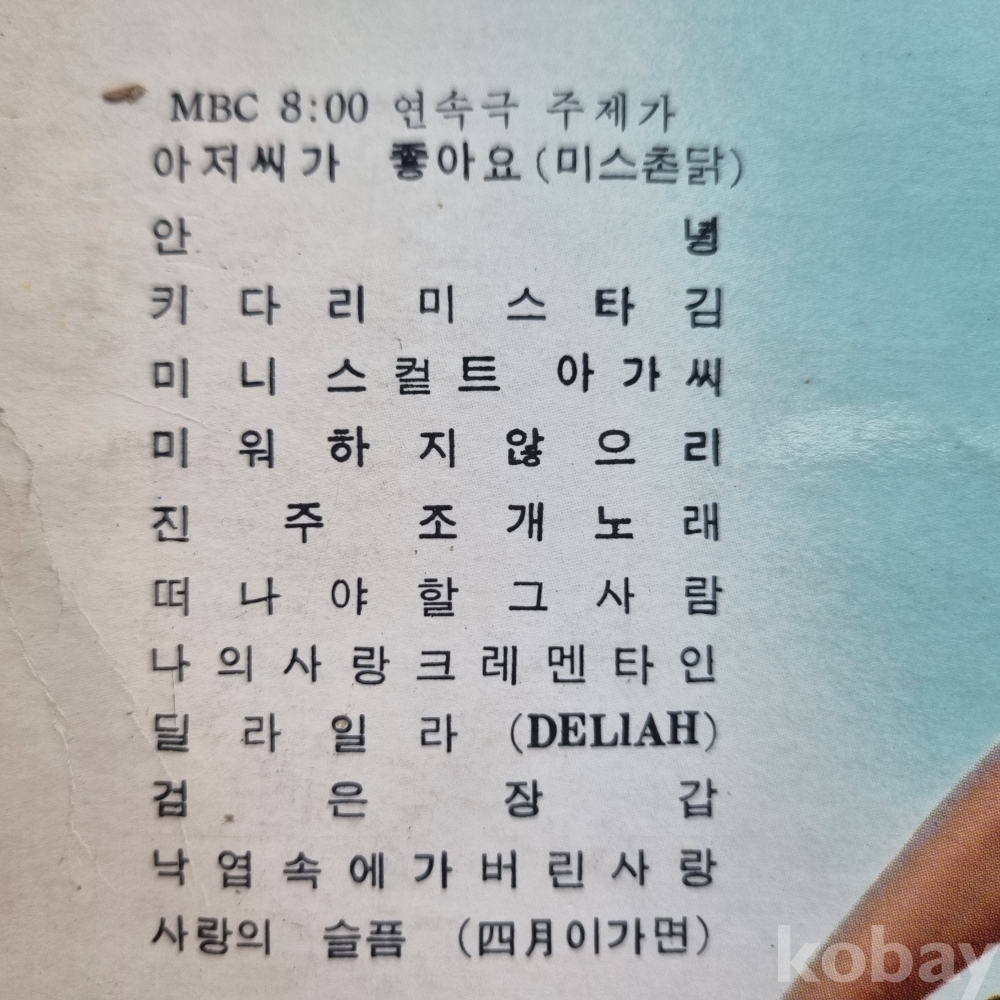 MBC 8:00 연속극 주제가
아저씨가 좋아요(미스촌닭)
안녕
키다리미스타김
미니스컬트 아가씨
미워하지않으리
진주조개노래
떠나야할그사람
나의사랑크레멘타인
딜라일라 (DELIAH)
검은장갑
낙엽속에가버린사랑
사랑의 슬픔 (四月이가면)
kobay